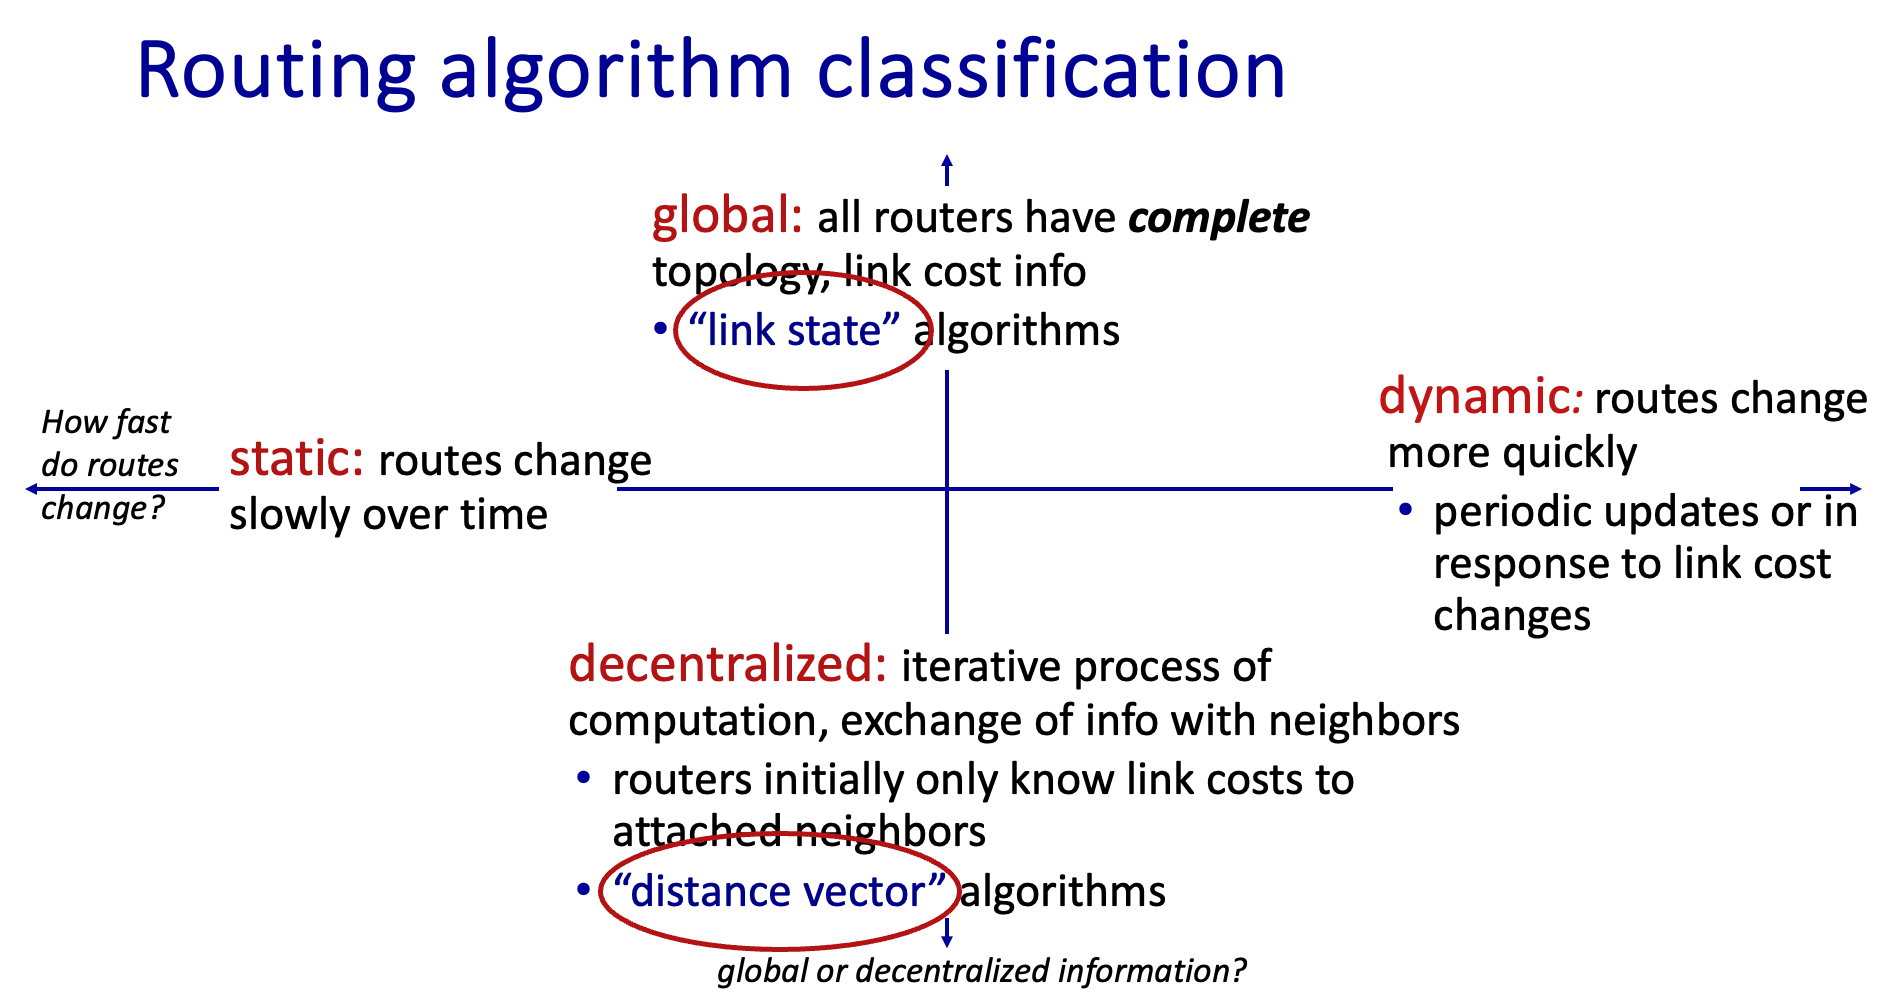 Routing algorithm classification
global: all routers have complete
topology, link cost info
• “link state” algorithms
How fast
do routes
change?
static: routes change
slowly over time
dynamic: routes change
more quickly
• periodic updates or in
response to link cost
changes
decentralized: iterative process of
computation, exchange of info with neighbors
• routers initially only know link costs to
attached neighbors
• “distance vector” algorithms
global or decentralized information?